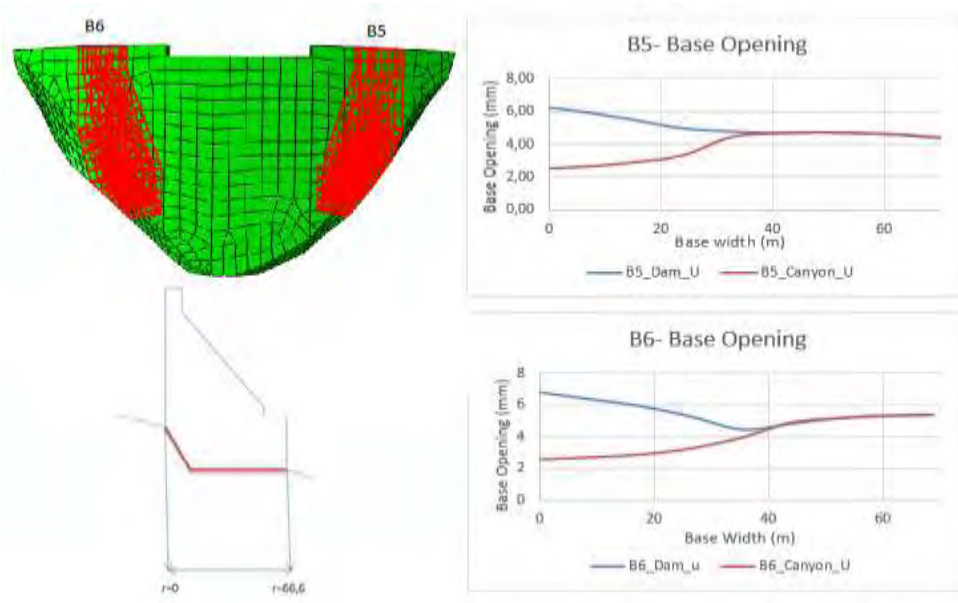 B6
B5
r=0
r=66,6
B5- Base Opening
Base Opening (mm)
8,00
6,00
4,00
2,00
0,00
0
20
40
60
Base width (m)
B5_Dam_U
B5_Canyon_U
B6- Base Opening
Base Opening (mm)
8
6
4
2
0
0
20
40
60
Base Width (m)
B6_Dam_u
B6_Canyon_U